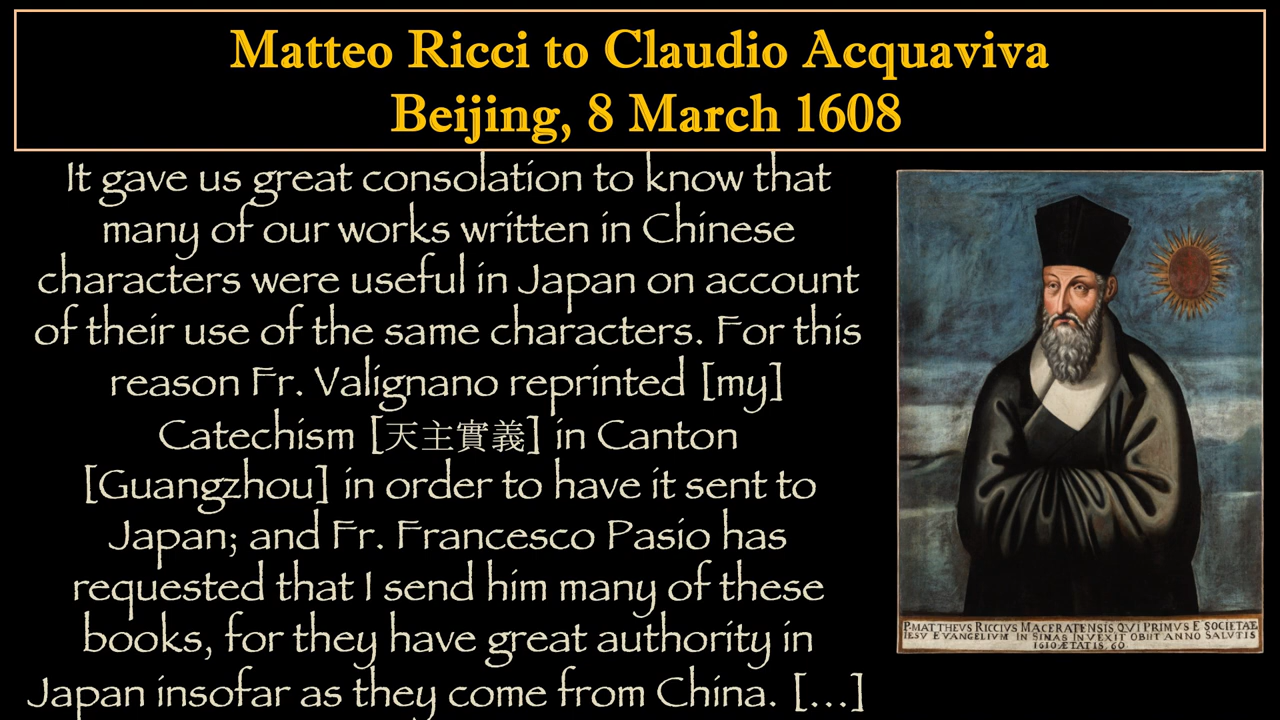 Matteo Ricci to Claudio Acquaviva
Beijing, 8 March 1608
It gave us great consolation to know that
many of our works written in Chinese
characters were useful in Japan on account
of their use of the same characters. For this
reason Fr. Valignano reprinted [my]
Catechism [天主實義] in Canton
[Guangzhou] in order to have it sent to
Japan; and Fr. Francesco Pasio has
requested that I send him many of these
books, for they have great authority in
Japan insofar as they come from China. […]
P. MATTHEVS RICCIVS MACERATENSIS QVI PRIMVS E SOCIETAE
IESV EVANGELIVM IN SINAS INVEXIT OBIIT ANNO SALVTIS
1610 ÆTATIS, 60